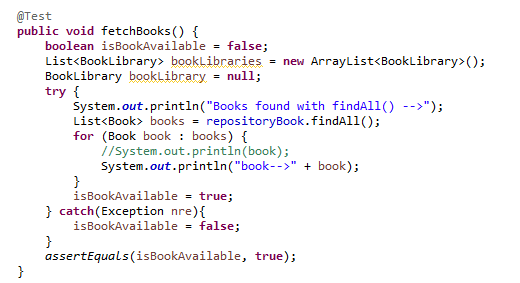 @Test
public void fetchBooks() {
    boolean isBookAvailable = false;
    List<BookLibrary> bookLibraries = new ArrayList<BookLibrary>();
    BookLibrary bookLibrary = null;
    try {
        System.out.println("Books found with findAll() -->");
        List<Book> books = repositoryBook.findAll();
        for (Book book : books) {
            //System.out.println(book);
            System.out.println("book-->" + book);
        }
        isBookAvailable = true;
    } catch(Exception nre){
        isBookAvailable = false;
    }
    assertEquals(isBookAvailable, true);
}